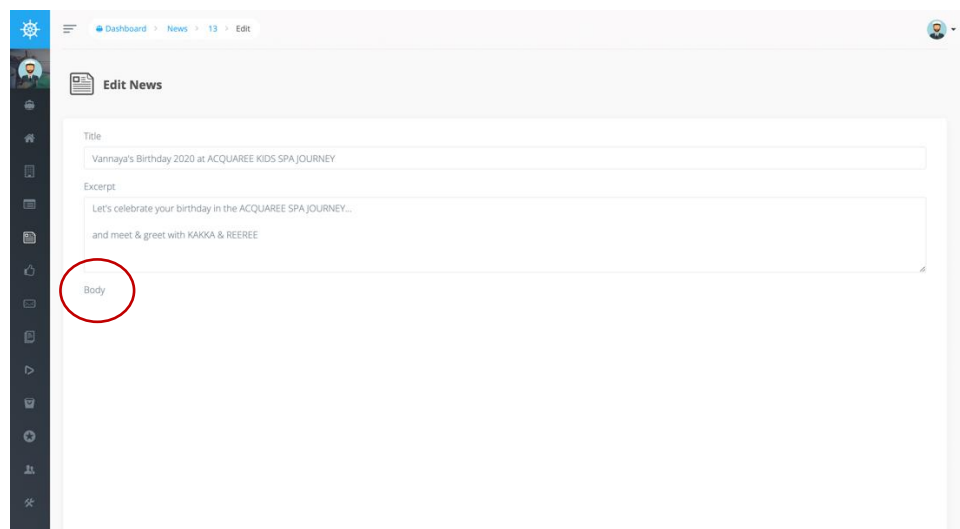 Dashboard > News > 13 > Edit
Edit News
Title
Vannaya's Birthday 2020 at ACQUAREE KIDS SPA JOURNEY
Excerpt
Let's celebrate your birthday in the ACQUAREE SPA JOURNEY...
and meet & greet with KAKKA & REEREE
Body